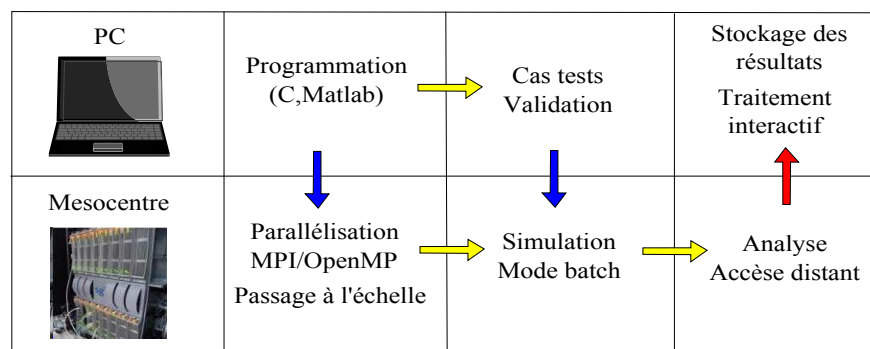 PC
Programmation
(C,Matlab)
Cas tests
Validation
Stockage des
résultats
Traitement
interactif
Mesocentre
Parallélisation
MPI/OpenMP
Passage à l'échelle
Simulation
Mode batch
Analyse
Accèse distant